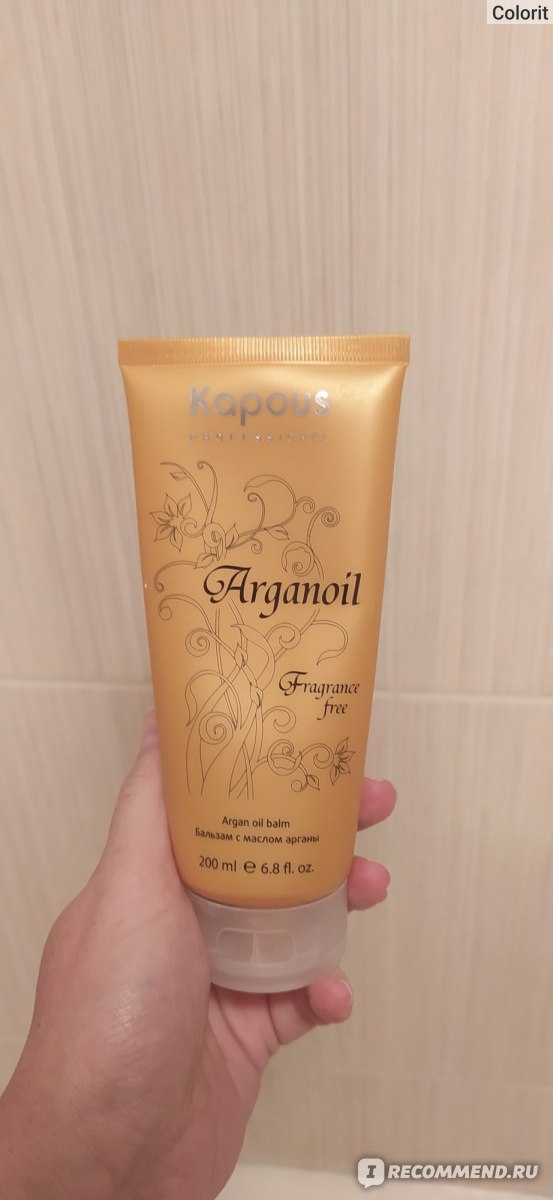 Colorit
Kapous
PROFESSIONAL
Arganoil
Fragrance
free
Argan oil balm
Бальзам с маслом арганы
200 ml ℮ 6.8 fl. oz.
IRECOMMEND.RU